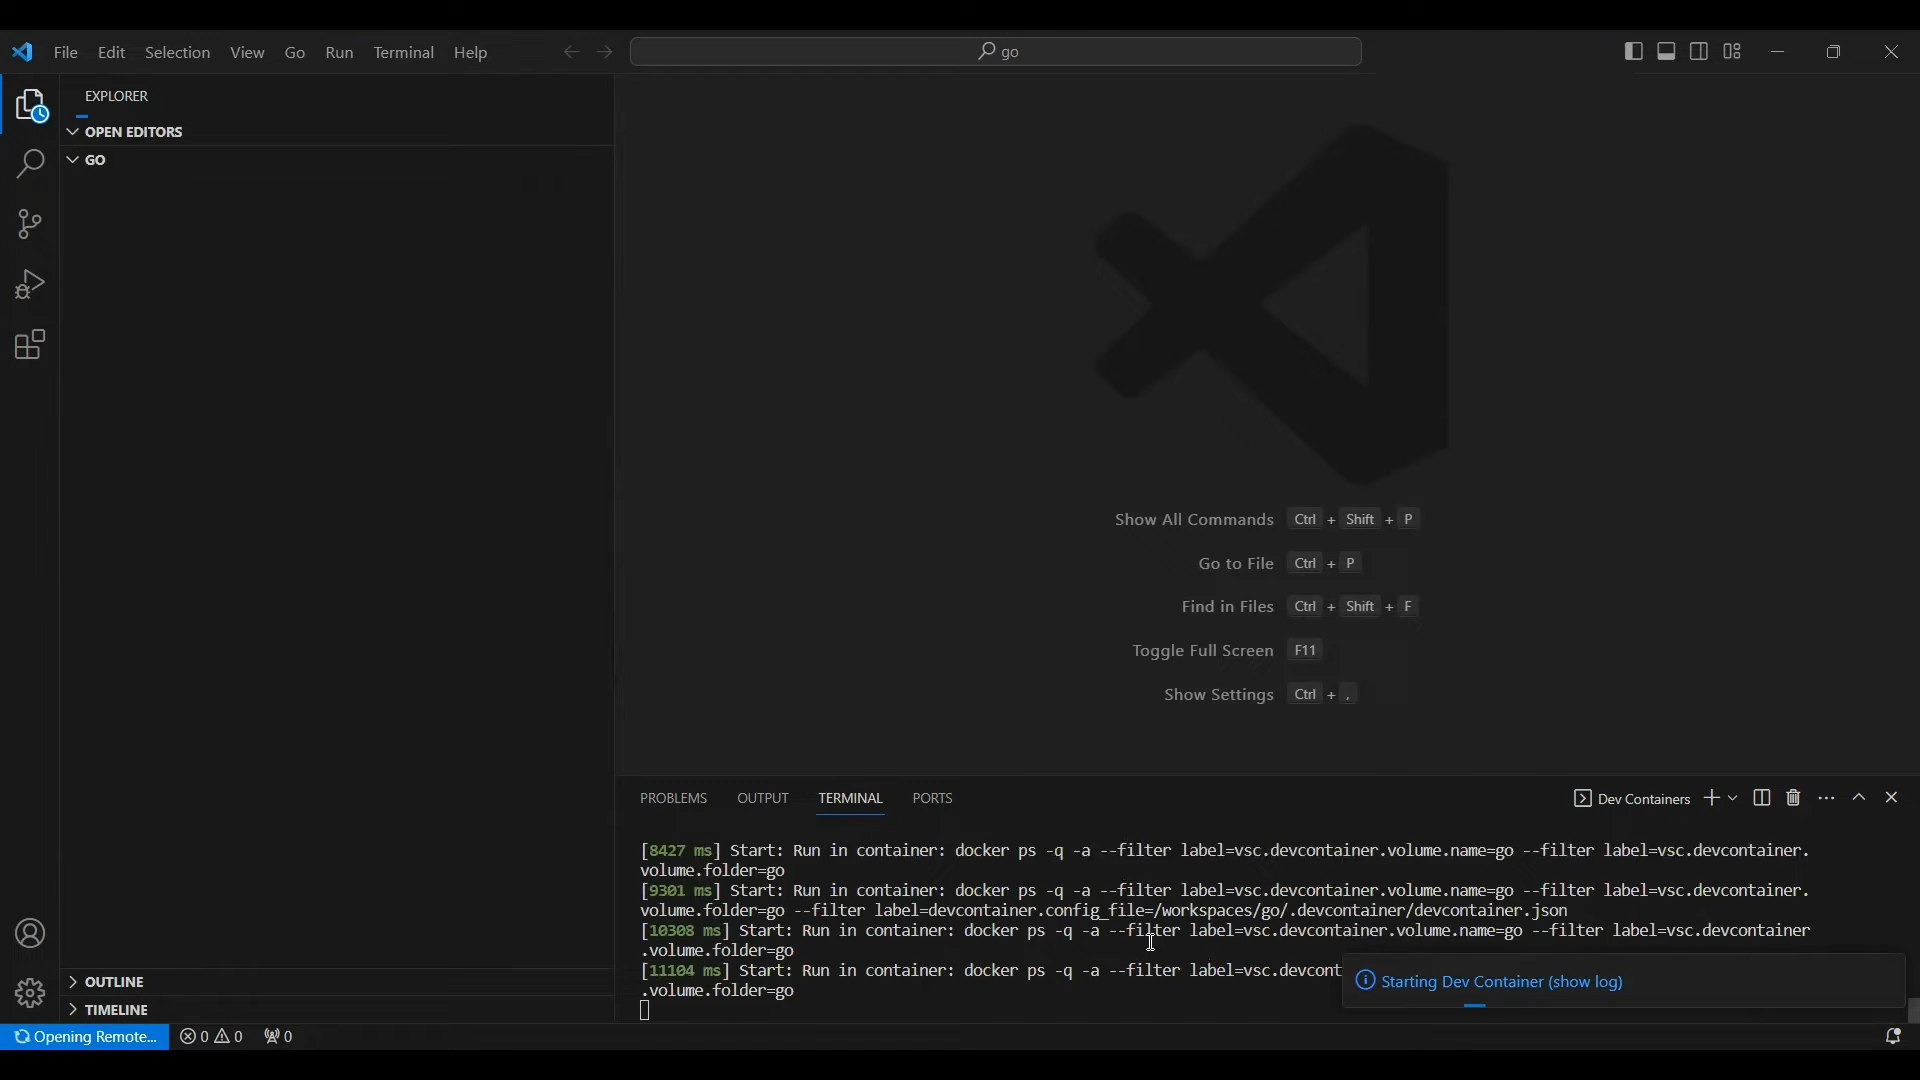 File Edit Selection View Go Run Terminal Help
go
EXPLORER
OPEN EDITORS
GO
Show All Commands Ctrl + Shift + P
Go to File Ctrl + P
Find in Files Ctrl + Shift + F
Toggle Full Screen F11
Show Settings Ctrl + ,
PROBLEMS OUTPUT TERMINAL PORTS
Dev Containers
[8427 ms] Start: Run in container: docker ps -q -a --filter label=vsc.devcontainer.volume.name=go --filter label=vsc.devcontainer.
volume.folder=go
[9301 ms] Start: Run in container: docker ps -q -a --filter label=vsc.devcontainer.volume.name=go --filter label=vsc.devcontainer.
volume.folder=go --filter label=devcontainer.config_file=/workspaces/go/.devcontainer/devcontainer.json
[10308 ms] Start: Run in container: docker ps -q -a --filter label=vsc.devcontainer.volume.name=go --filter label=vsc.devcontainer
.volume.folder=go
[11104 ms] Start: Run in container: docker ps -q -a --filter label=vsc.devcont
.volume.folder=go
Starting Dev Container (show log)
OUTLINE
TIMELINE
Opening Remote... 0 0 0